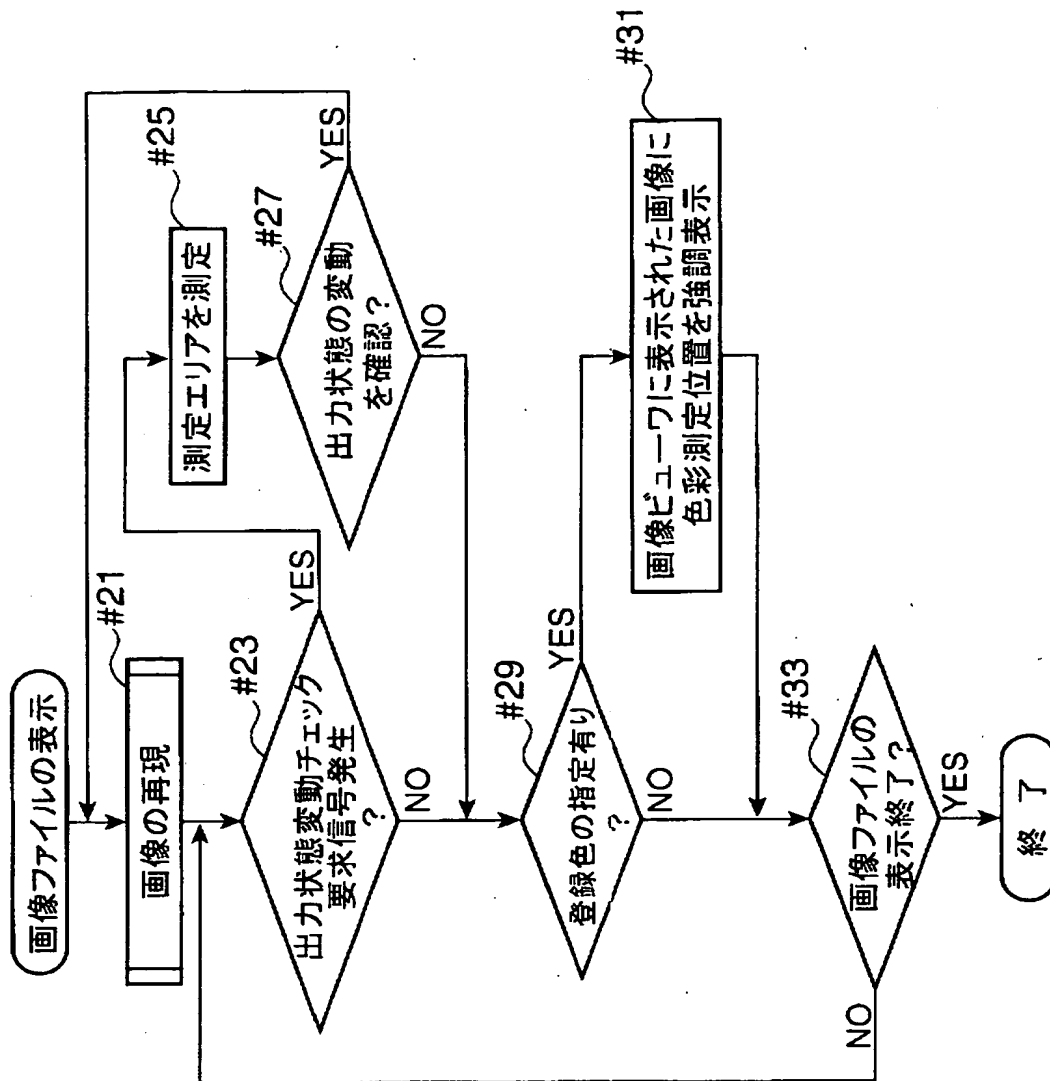 画像ファイルの表示
#21
画像の再現
#23
出力状態変動チェック
要求信号発生
?
YES
NO
#25
測定エリアを測定
#27
出力状態の変動
を確認?
YES
NO
#29
登録色の指定有り
?
YES
NO
#31
画像ビューワに表示された画像に
色彩測定位置を強調表示
#33
画像ファイルの
表示終了?
NO
YES
終 了